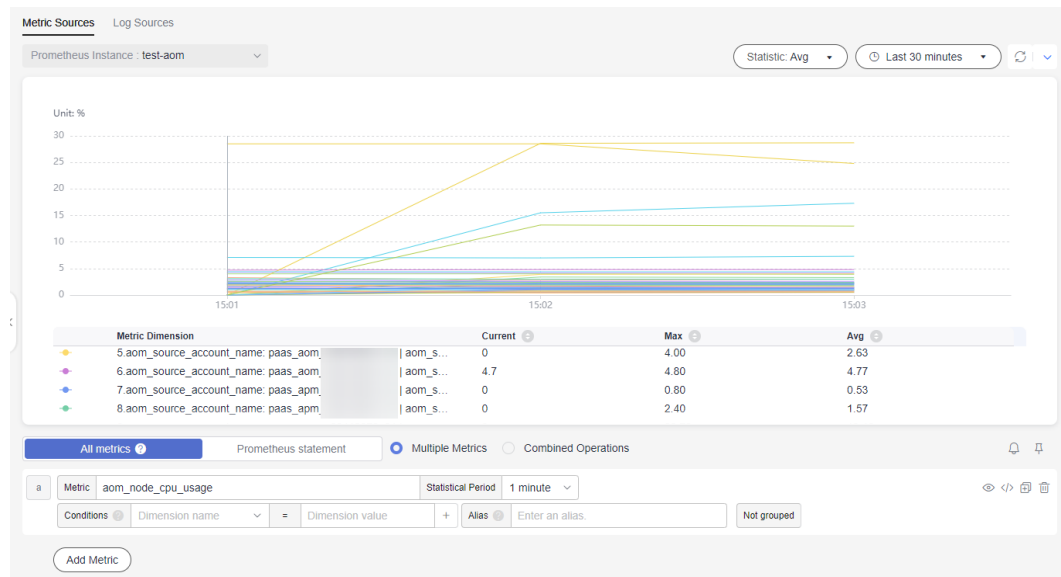 Metric Sources Log Sources
Prometheus Instance : test-aom Statistic: Avg Last 30 minutes
Unit: %
30
25
20
15
10
5
0
15:01 15:02 15:03
Metric Dimension Current Max Avg
5.aom_source_account_name: paas_aom_ | aom_s... 0 4.00 2.63
6.aom_source_account_name: paas_aom_ | aom_s... 4.7 4.80 4.77
7.aom_source_account_name: paas_apm_ | aom_s... 0 0.80 0.53
8.aom_source_account_name: paas_apm_ | aom_s... 0 2.40 1.57
All metrics ? Prometheus statement Multiple Metrics Combined Operations
a Metric aom_node_cpu_usage Statistical Period 1 minute
Conditions Dimension name = Dimension value + Alias Enter an alias. Not grouped
Add Metric